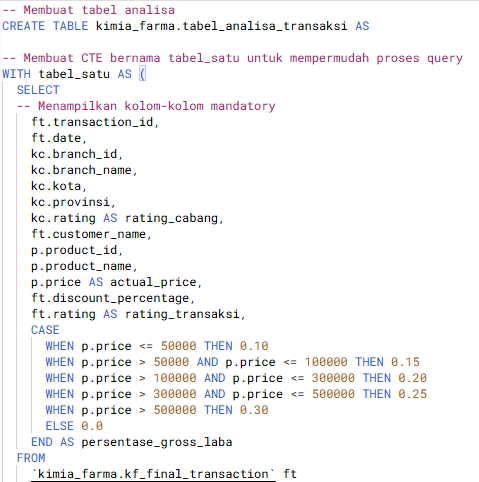 -- Membuat tabel analisa
CREATE TABLE kimia_farma.tabel_analisa_transaksi AS
-- Membuat CTE bernama tabel_satu untuk mempermudah proses query
WITH tabel_satu AS (
SELECT
-- Menampilkan kolom-kolom mandatory
ft.transaction_id,
ft.date,
kc.branch_id,
kc.branch_name,
kc.kota,
kc.provinsi,
kc.rating AS rating_cabang,
ft.customer_name,
p.product_id,
p.product_name,
p.price AS actual_price,
ft.discount_percentage,
ft.rating AS rating_transaksi,
CASE
WHEN p.price <= 50000 THEN 0.10
WHEN p.price > 50000 AND p.price <= 100000 THEN 0.15
WHEN p.price > 100000 AND p.price <= 300000 THEN 0.20
WHEN p.price > 300000 AND p.price <= 500000 THEN 0.25
WHEN p.price > 500000 THEN 0.30
ELSE 0.0
END AS persentase_gross_laba
FROM
`kimia_farma.kf_final_transaction` ft